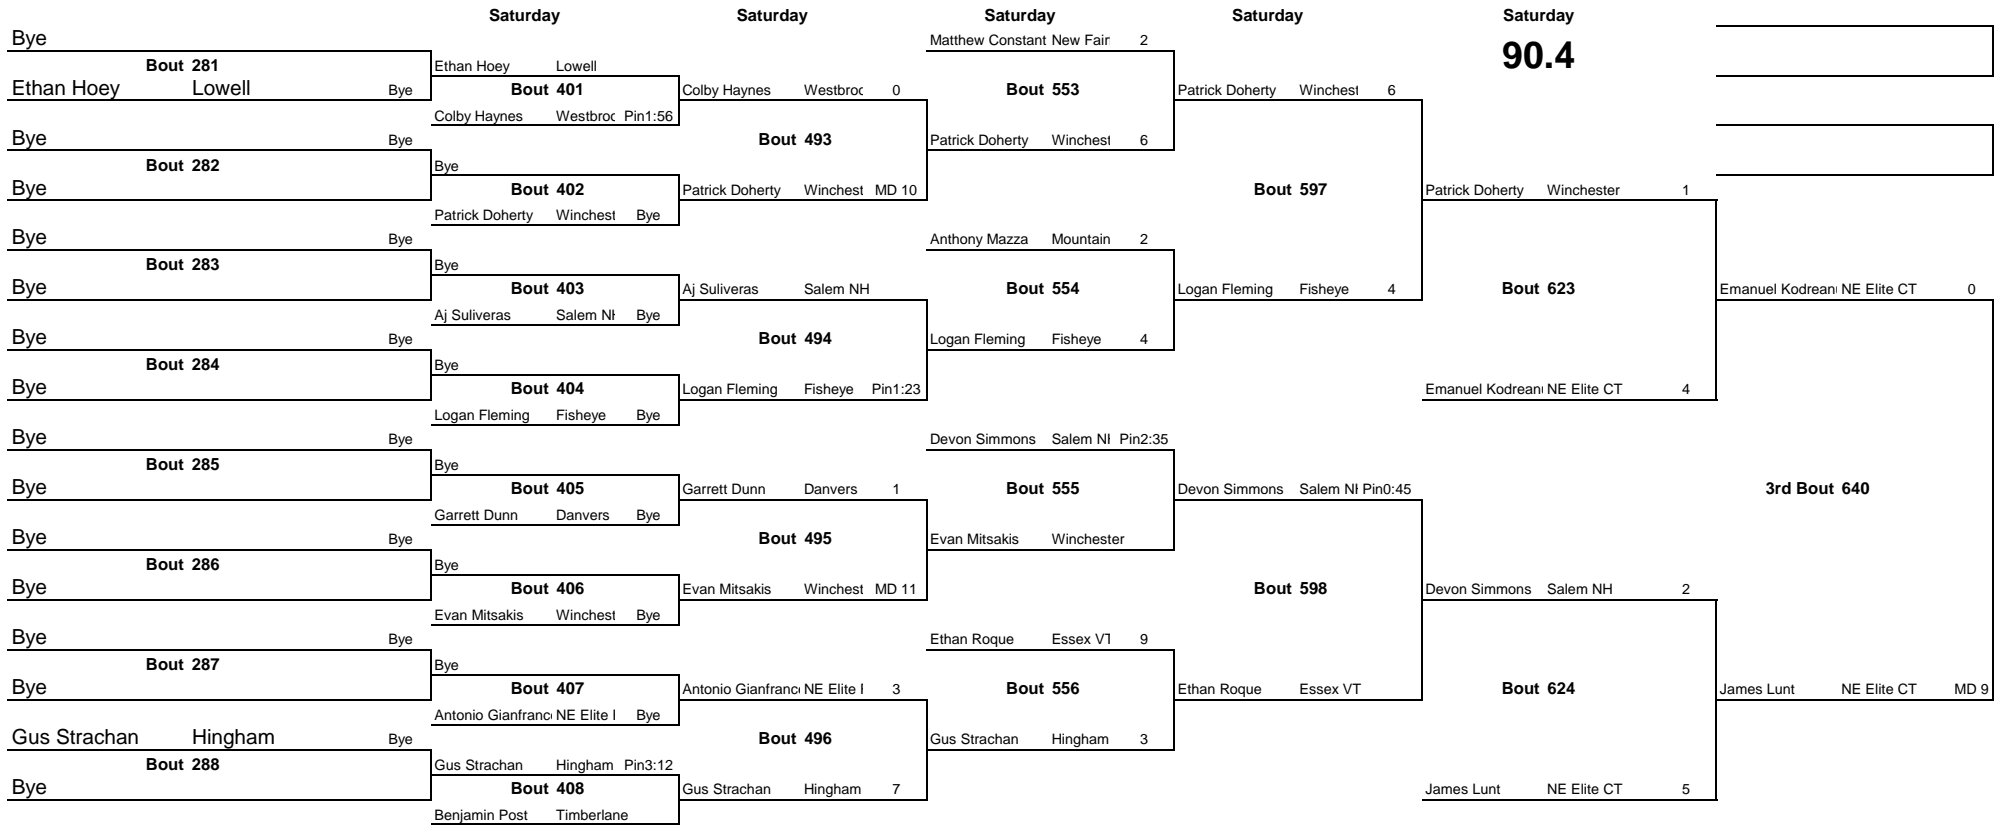 Saturday Saturday Saturday Saturday Saturday
Bye Matthew Constant New Fair 2 90.4
Bout 281 Ethan Hoey Lowell
Ethan Hoey Lowell Bye Bout 401 Colby Haynes Westbroc 0 Bout 553 Patrick Doherty Winchest 6
Colby Haynes Westbroc Pin1:56
Bye Bye Bout 493 Patrick Doherty Winchest 6
Bout 282 Bye
Bye Bout 402 Patrick Doherty Winchest MD 10 Bout 597 Patrick Doherty Winchester 1
Patrick Doherty Winchest Bye
Bye Bye Anthony Mazza Mountain 2
Bout 283 Bye
Bye Bout 403 Aj Suliveras Salem NH Bout 554 Logan Fleming Fisheye 4 Bout 623 Emanuel Kodrean NE Elite CT 0
Aj Suliveras Salem NH Bye
Bye Bye Bout 494 Logan Fleming Fisheye 4
Bout 284 Bye
Bye Bout 404 Logan Fleming Fisheye Pin1:23 Emanuel Kodrean NE Elite CT 4
Logan Fleming Fisheye Bye
Bye Bye Devon Simmons Salem NH Pin2:35
Bout 285 Bye
Bye Bout 405 Garrett Dunn Danvers 1 Bout 555 Devon Simmons Salem NH Pin0:45 3rd Bout 640
Garrett Dunn Danvers Bye
Bye Bye Bout 495 Evan Mitsakis Winchester
Bout 286 Bye
Bye Bout 406 Evan Mitsakis Winchest MD 11 Bout 598 Devon Simmons Salem NH 2
Evan Mitsakis Winchest Bye
Bye Bye Ethan Roque Essex VT 9
Bout 287 Bye
Bye Bout 407 Antonio Gianfranc NE Elite 3 Bout 556 Ethan Roque Essex VT Bout 624 James Lunt NE Elite CT MD 9
Antonio Gianfranc NE Elite Bye
Gus Strachan Hingham Bye Bout 496 Gus Strachan Hingham 3
Bout 288 Gus Strachan Hingham Pin3:12
Bye Bout 408 Gus Strachan Hingham 7 James Lunt NE Elite CT 5
Benjamin Post Timberlane